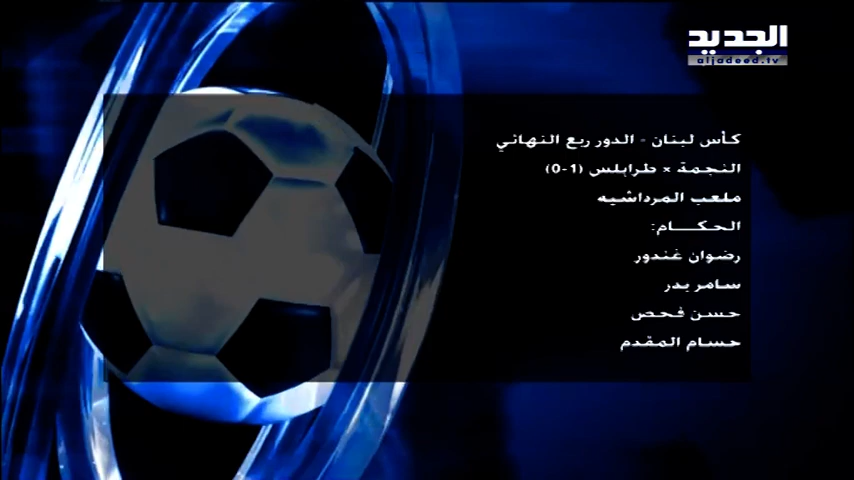 الجديد
aljadeed.tv
كأس لبنان - الدور ربع النهائي
النجمة × طرابلس (1-0)
ملعب المرداشيه
الحكـــام:
رضوان غندور
سامر بدر
حسن فحص
حسام المقدم